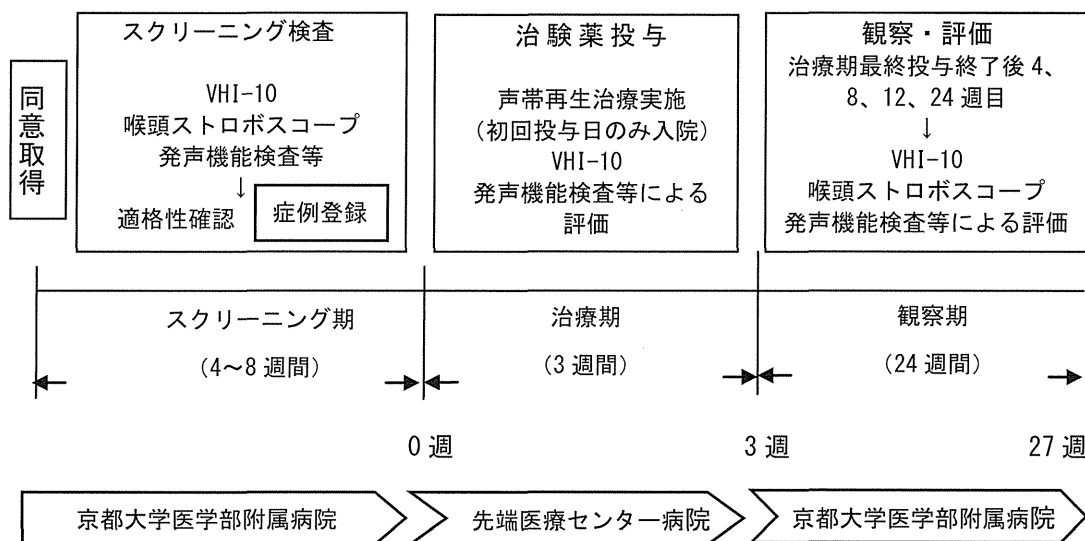 同意取得
スクリーニング検査
VHI-10
喉頭ストロボスコープ
発声機能検査等
↓
適格性確認
症例登録
治験薬投与
声帯再生治療実施
(初回投与日のみ入院)
VHI-10
発声機能検査等による
評価
観察・評価
治療期最終投与終了後 4、
8、12、24 週目
↓
VHI-10
喉頭ストロボスコープ
発声機能検査等による評価
スクリーニング期
(4~8 週間)
治療期
(3 週間)
観察期
(24 週間)
0 週
3 週
27 週
京都大学医学部附属病院
先端医療センター病院
京都大学医学部附属病院